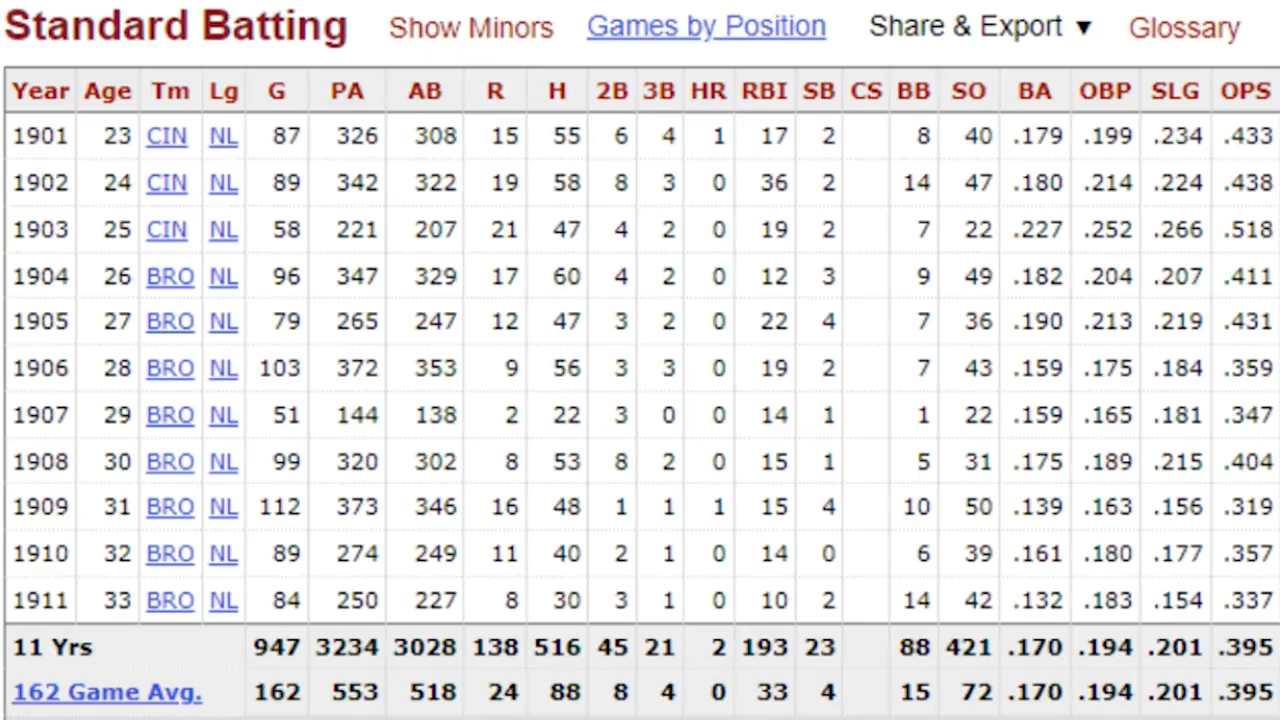 Standard Batting Show Minors Games by Position Share & Export ▼ Glossary
Year Age Tm Lg G PA AB R H 2B 3B HR RBI SB CS BB SO BA OBP SLG OPS
1901 23 CIN NL 87 326 308 15 55 6 4 1 17 2 8 40 .179 .199 .234 .433
1902 24 CIN NL 89 342 322 19 58 8 3 0 36 2 14 47 .180 .214 .224 .438
1903 25 CIN NL 58 221 207 21 47 4 2 0 19 2 7 22 .227 .252 .266 .518
1904 26 BRO NL 96 347 329 17 60 4 2 0 12 3 9 49 .182 .204 .207 .411
1905 27 BRO NL 79 265 247 12 47 3 2 0 22 4 7 36 .190 .213 .219 .431
1906 28 BRO NL 103 372 353 9 56 3 3 0 19 2 7 43 .159 .175 .184 .359
1907 29 BRO NL 51 144 138 2 22 3 0 0 14 1 1 22 .159 .165 .181 .347
1908 30 BRO NL 99 320 302 8 53 8 2 0 15 1 5 31 .175 .189 .215 .404
1909 31 BRO NL 112 373 346 16 48 1 1 1 15 4 10 50 .139 .163 .156 .319
1910 32 BRO NL 89 274 249 11 40 2 1 0 14 0 6 39 .161 .180 .177 .357
1911 33 BRO NL 84 250 227 8 30 3 1 0 10 2 14 42 .132 .183 .154 .337
11 Yrs 947 3234 3028 138 516 45 21 2 193 23 88 421 .170 .194 .201 .395
162 Game Avg. 162 553 518 24 88 8 4 0 33 4 15 72 .170 .194 .201 .395